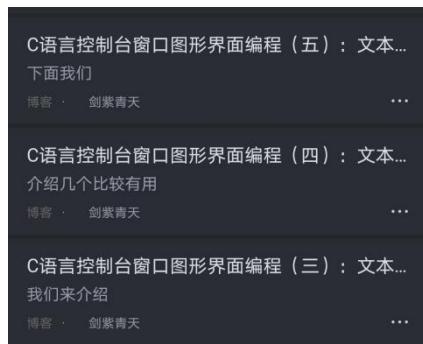 C语言控制台窗口图形界面编程（五）：文本...
下面我们
博客 · 剑紫青天
...
C语言控制台窗口图形界面编程（四）：文本...
介绍几个比较有用
博客 · 剑紫青天
...
C语言控制台窗口图形界面编程（三）：文本...
我们来介绍
博客 · 剑紫青天
...